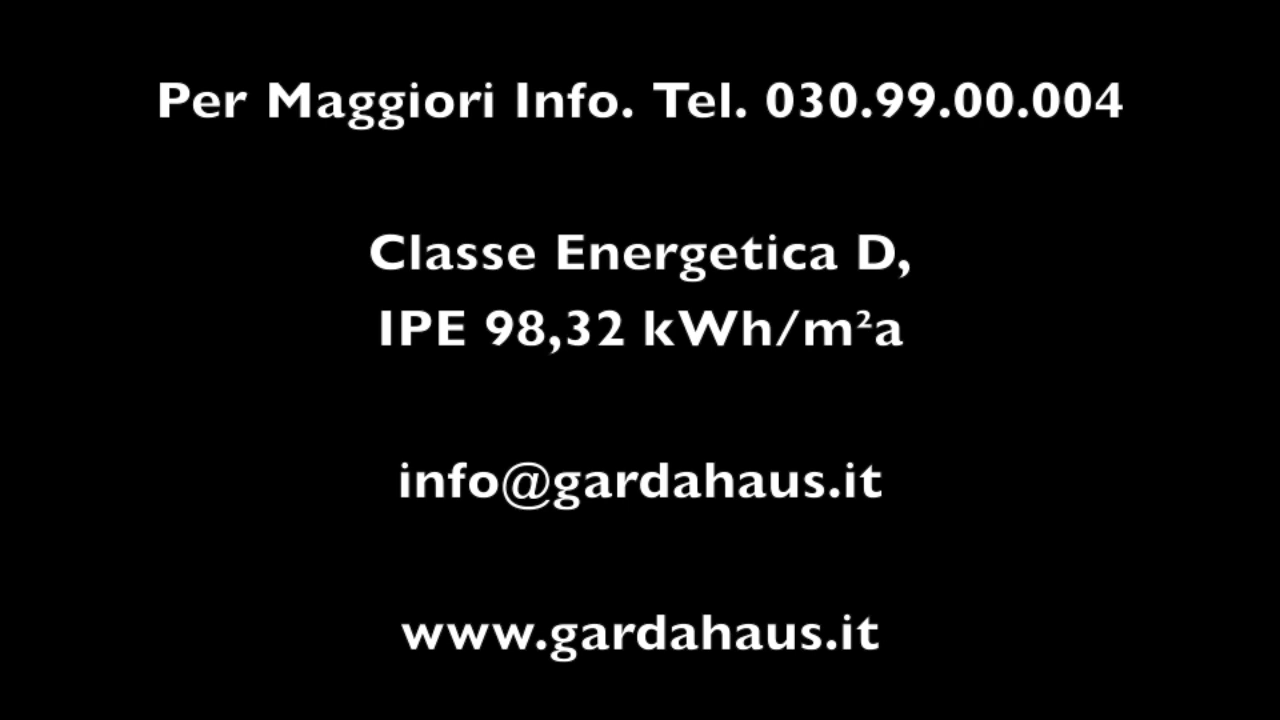 Per Maggiori Info. Tel. 030.99.00.004
Classe Energetica D,
IPE 98,32 kWh/m²a
info@gardahaus.it
www.gardahaus.it